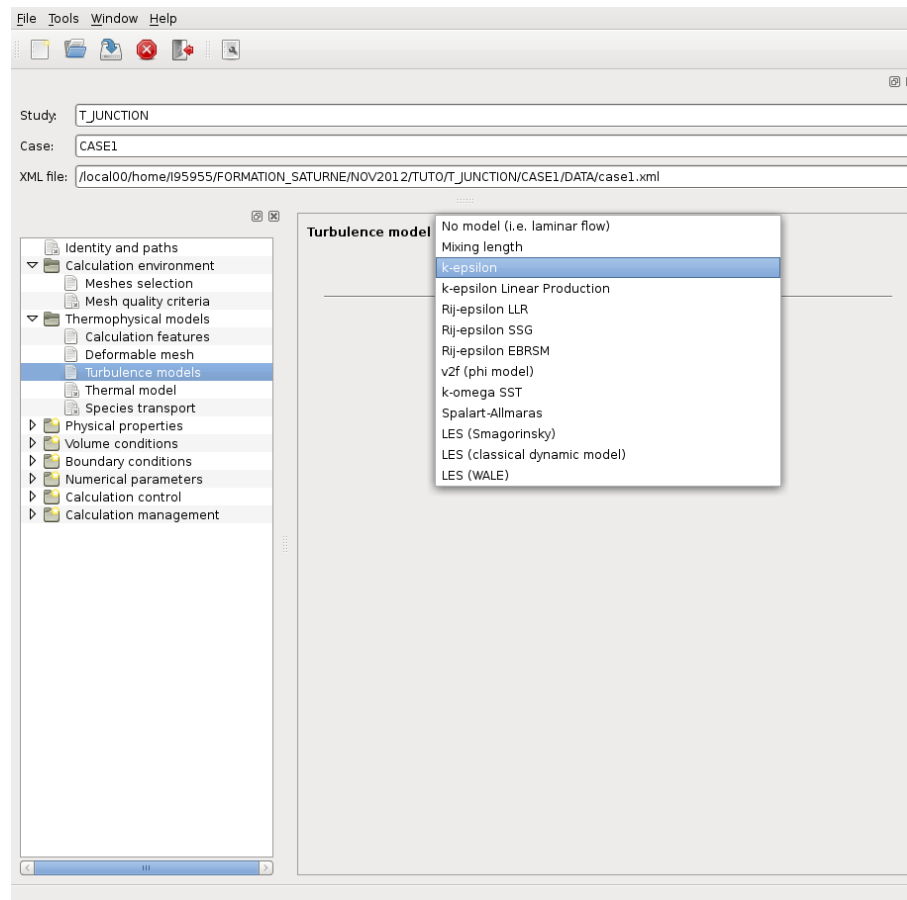 File Tools Window Help
Study: T_JUNCTION
Case: CASE1
XML file: /local00/home/I95955/FORMATION_SATURNE/NOV2012/TUTO/T_JUNCTION/CASE1/DATA/case1.xml
Identity and paths
Calculation environment
Meshes selection
Mesh quality criteria
Thermophysical models
Calculation features
Deformable mesh
Turbulence models
Thermal model
Species transport
Physical properties
Volume conditions
Boundary conditions
Numerical parameters
Calculation control
Calculation management
Turbulence model
No model (i.e. laminar flow)
Mixing length
k-epsilon
k-epsilon Linear Production
Rij-epsilon LLR
Rij-epsilon SSG
Rij-epsilon EBRSM
v2f (phi model)
k-omega SST
Spalart-Allmaras
LES (Smagorinsky)
LES (classical dynamic model)
LES (WALE)